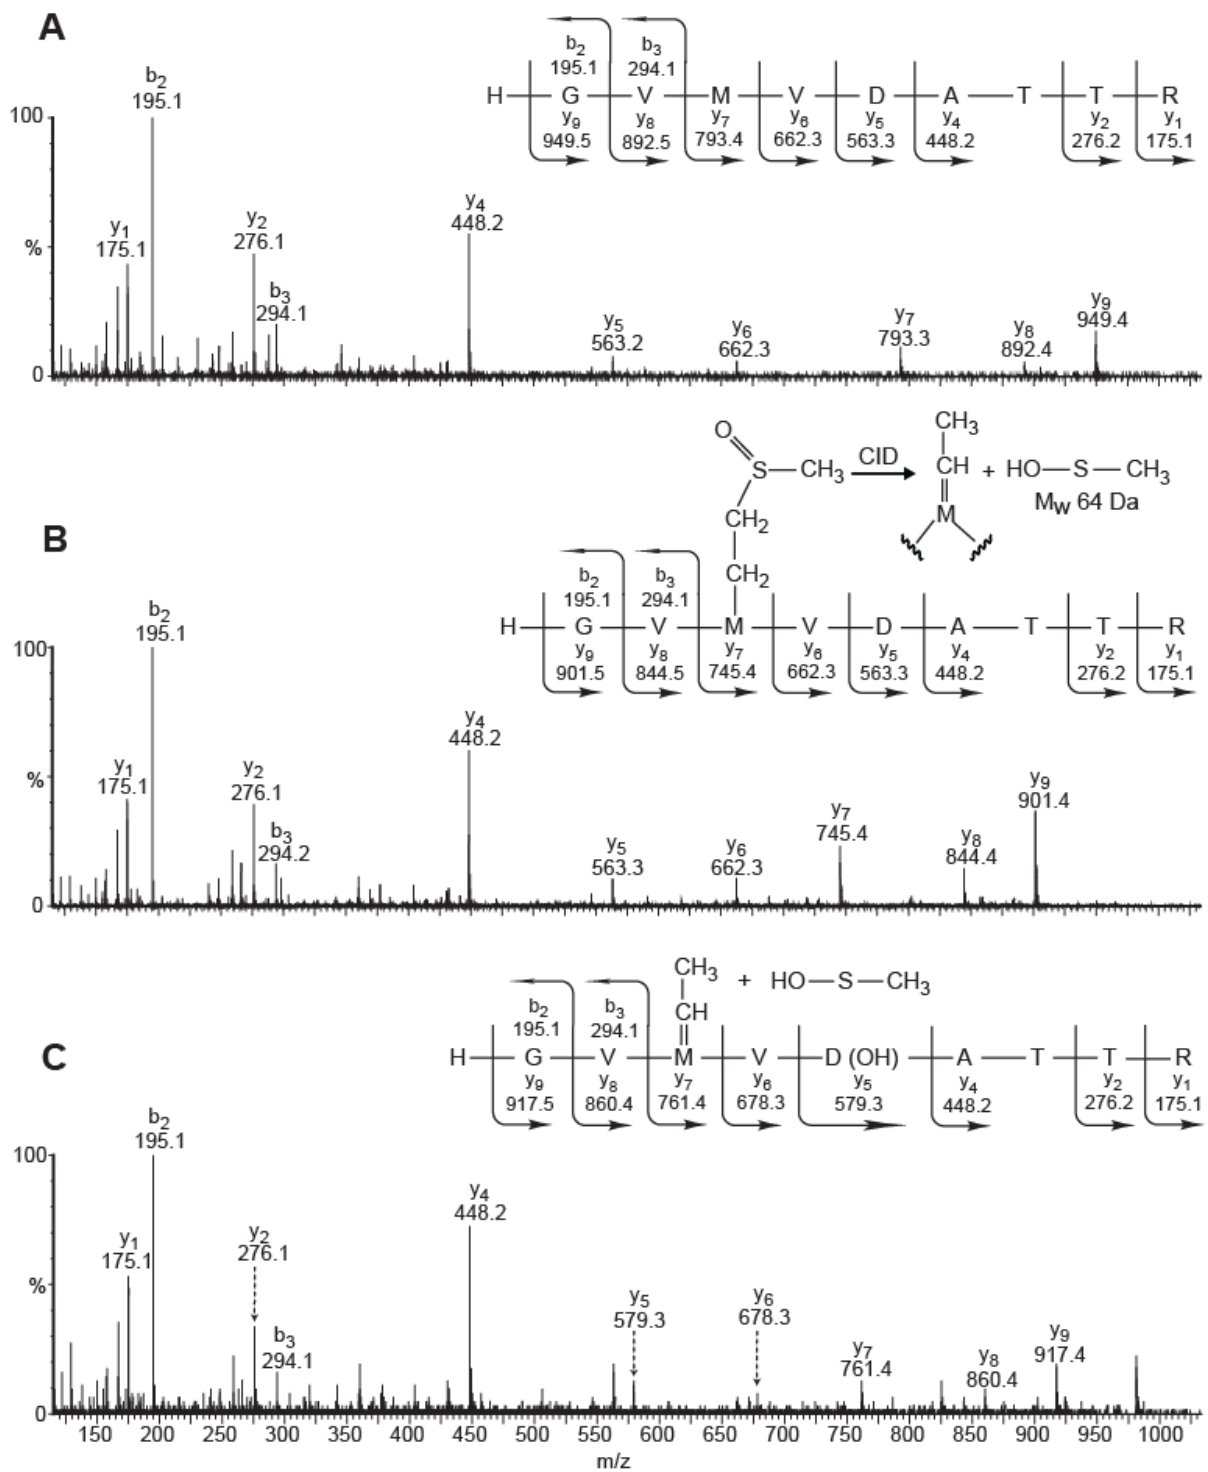 A
b2 b3
195.1 294.1
H G V M V D A T T R
y9 y8 y7 y6 y5 y4 y2 y1
949.5 892.5 793.4 662.3 563.3 448.2 276.2 175.1
b2
195.1
100
y4
448.2
y1
175.1
y2
276.1
%
b3
294.1
y5
563.2
y6
662.3
y7
793.3
y8
892.4
y9
949.4
0
O
S CH3 CID CH3
CH + HO S CH3
M MW 64 Da
CH2
CH2
B
b2 b3
195.1 294.1
H G V M V D A T T R
y9 y8 y7 y6 y5 y4 y2 y1
901.5 844.5 745.4 662.3 563.3 448.2 276.2 175.1
b2
195.1
100
y4
448.2
y1
175.1
y2
276.1
%
b3
294.2
y5
563.3
y6
662.3
y7
745.4
y8
844.4
y9
901.4
0
CH3 + HO S CH3
CH
C
b2 b3
195.1 294.1
H G V M V D (OH) A T T R
y9 y8 y7 y6 y5 y4 y2 y1
917.5 860.4 761.4 678.3 579.3 448.2 276.2 175.1
b2
195.1
100
y4
448.2
y1
175.1
y2
276.1
%
b3
294.1
y5
579.3
y6
678.3
y7
761.4
y8
860.4
y9
917.4
0
150 200 250 300 350 400 450 500 550 600 650 700 750 800 850 900 950 1000
m/z